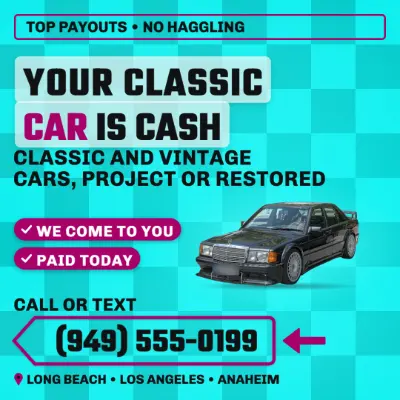 TOP PAYOUTS • NO HAGGLING
YOUR CLASSIC
CAR IS CASH
CLASSIC AND VINTAGE
CARS, PROJECT OR RESTORED
WE COME TO YOU
PAID TODAY
CALL OR TEXT
(949) 555-0199
LONG BEACH • LOS ANGELES • ANAHEIM